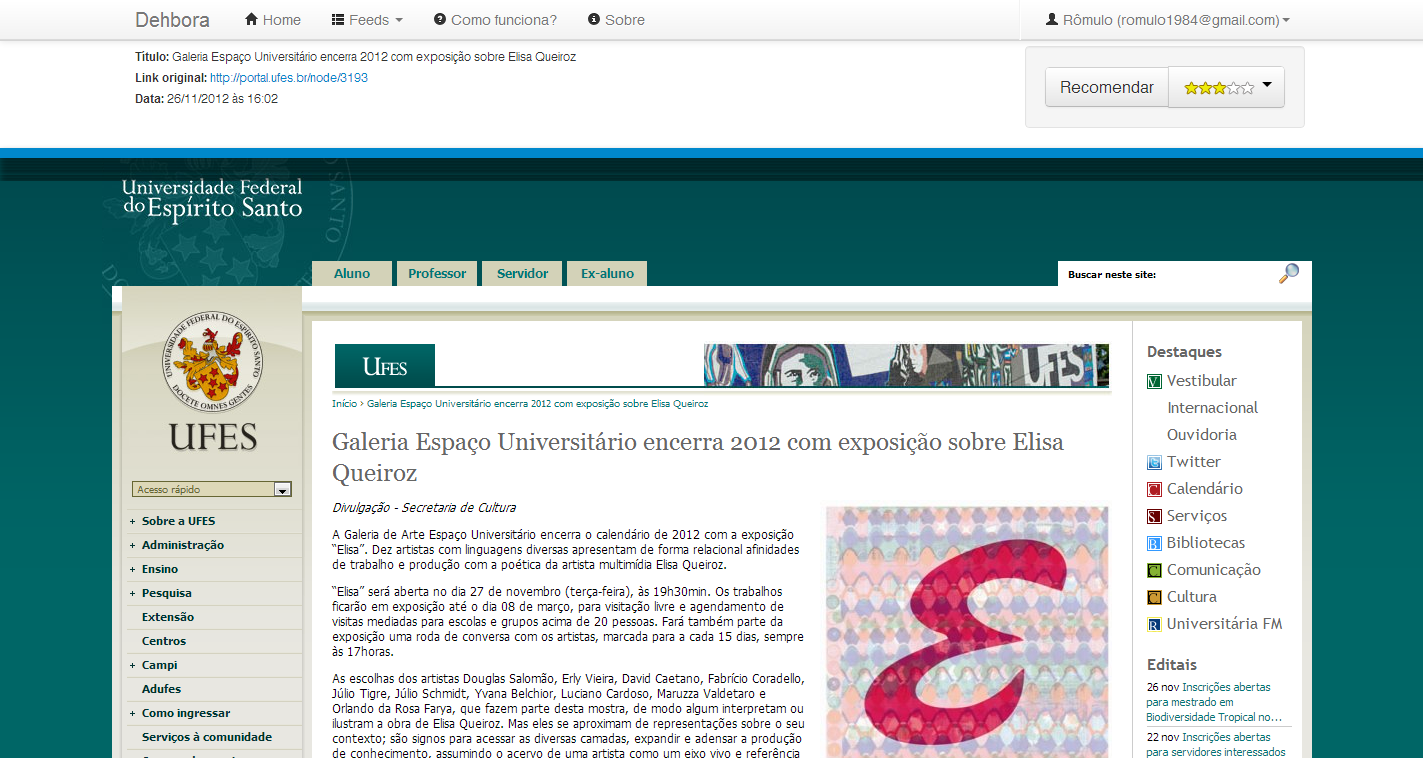 Dehbora Home Feeds Como funciona? Sobre Rômulo (romulo1984@gmail.com)
Título: Galeria Espaço Universitário encerra 2012 com exposição sobre Elisa Queiroz
Link original: http://portal.ufes.br/node/3193
Data: 26/11/2012 às 16:02
Recomendar
Universidade Federal
do Espírito Santo
Aluno Professor Servidor Ex-aluno
Buscar neste site:
UNIVERSIDADE FEDERAL DO ESPÍRITO SANTO
DOCETE OMNES GENTES
UFES
Acesso rápido
+ Sobre a UFES
+ Administração
+ Ensino
+ Pesquisa
Extensão
Centros
+ Campi
Adufes
+ Como ingressar
Serviços à comunidade
UFES
UFES
Início > Galeria Espaço Universitário encerra 2012 com exposição sobre Elisa Queiroz
Galeria Espaço Universitário encerra 2012 com exposição sobre Elisa
Queiroz
Divulgação - Secretaria de Cultura
A Galeria de Arte Espaço Universitário encerra o calendário de 2012 com a exposição
“Elisa”. Dez artistas com linguagens diversas apresentam de forma relacional afinidades
de trabalho e produção com a poética da artista multimídia Elisa Queiroz.
“Elisa” será aberta no dia 27 de novembro (terça-feira), às 19h30min. Os trabalhos
ficarão em exposição até o dia 08 de março, para visitação livre e agendamento de
visitas mediadas para escolas e grupos acima de 20 pessoas. Fará também parte da
exposição uma roda de conversa com os artistas, marcada para a cada 15 dias, sempre
às 17horas.
As escolhas dos artistas Douglas Salomão, Erly Vieira, David Caetano, Fabrício Coradello,
Júlio Tigre, Júlio Schmidt, Yvana Belchior, Luciano Cardoso, Maruzza Valdetaro e
Orlando da Rosa Farya, que fazem parte desta mostra, de modo algum interpretam ou
ilustram a obra de Elisa Queiroz. Mas eles se aproximam de representações sobre o seu
contexto; são signos para acessar as diversas camadas, expandir e adensar a produção
de conhecimento, assumindo o acervo de uma artista como um eixo vivo e referência
Destaques
Vestibular
Internacional
Ouvidoria
Twitter
Calendário
Serviços
Bibliotecas
Comunicação
Cultura
Universitária FM
Editais
26 nov Inscrições abertas
para mestrado em
Biodiversidade Tropical no...
22 nov Inscrições abertas
para servidores interessados